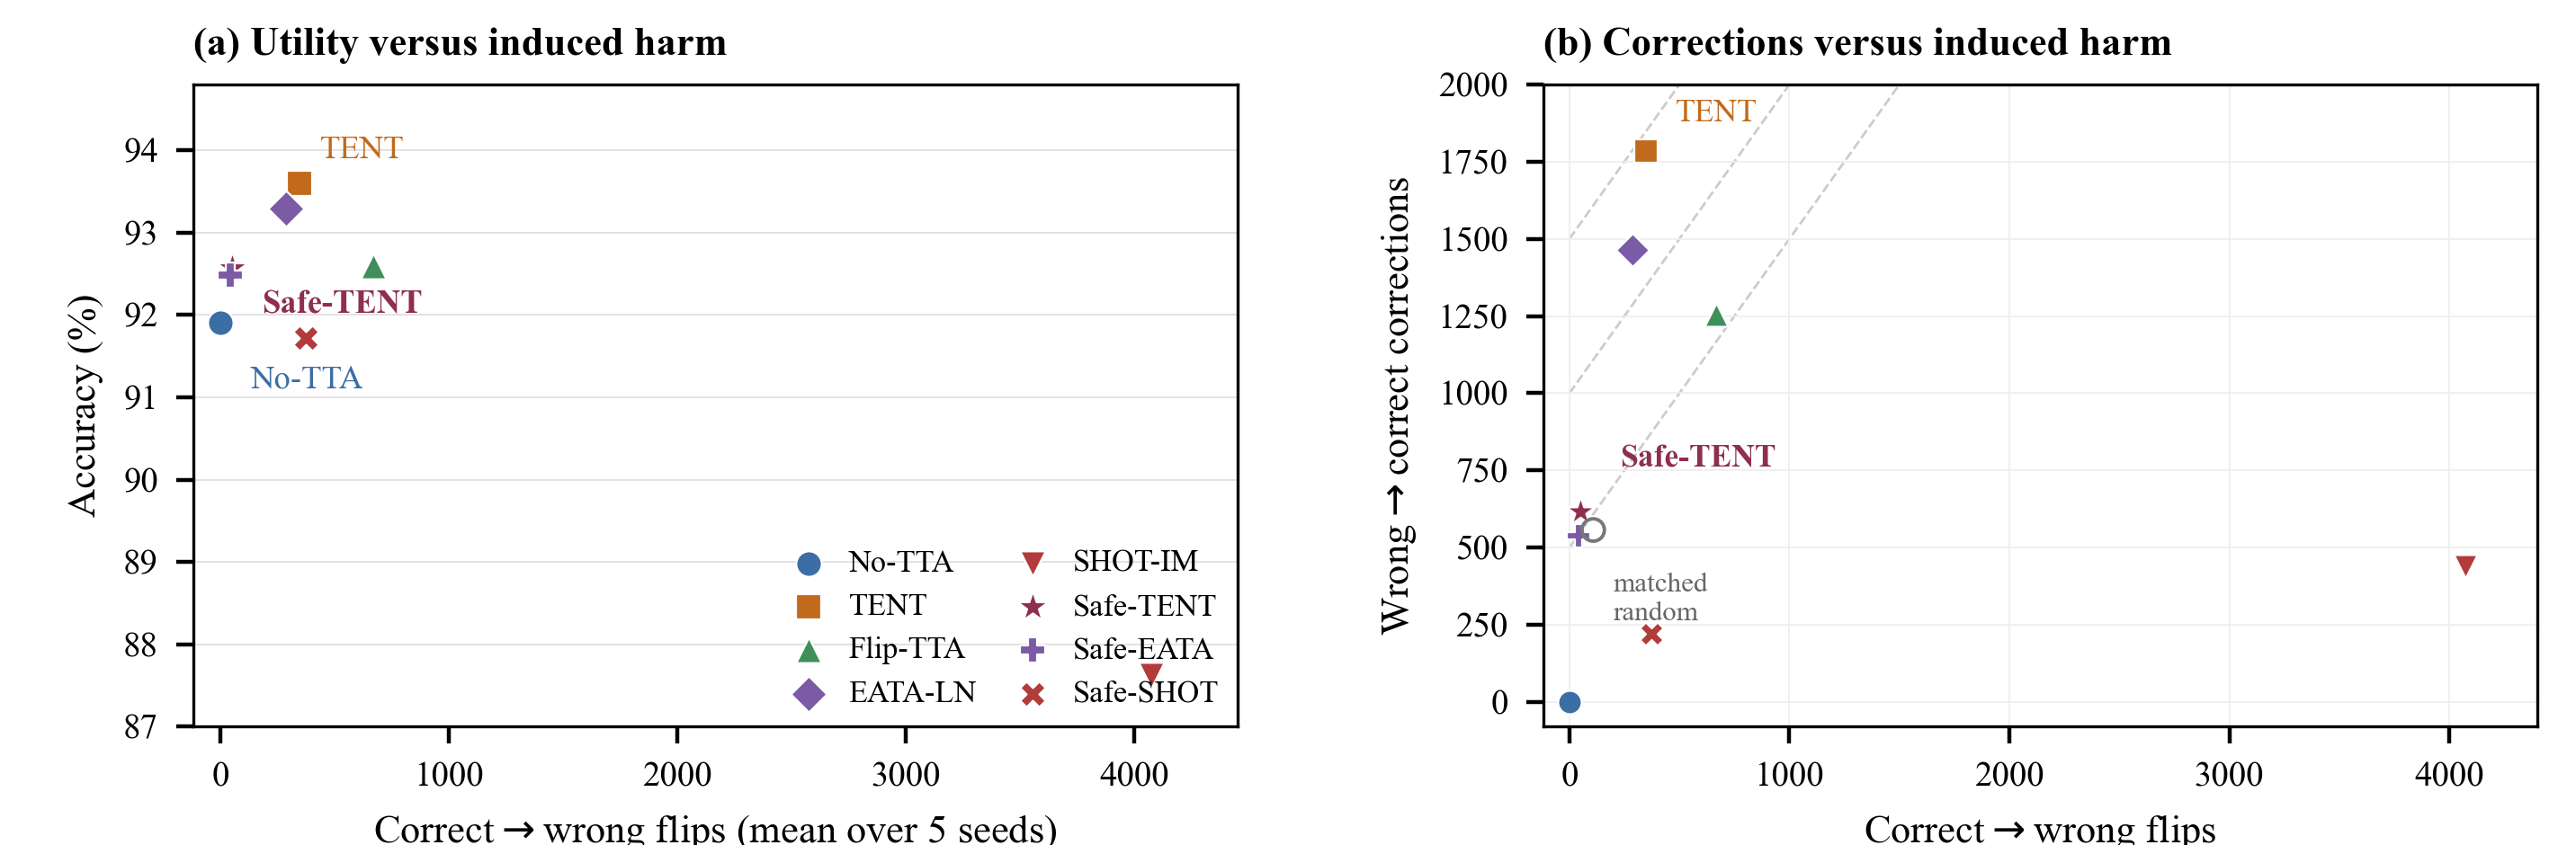 (a) Utility versus induced harm
94
93
92
91
90
89
88
87
Accuracy (%)
TENT
Safe-TENT
No-TTA
No-TTA
TENT
Flip-TTA
EATA-LN
SHOT-IM
Safe-TENT
Safe-EATA
Safe-SHOT
0 1000 2000 3000 4000
Correct → wrong flips (mean over 5 seeds)
(b) Corrections versus induced harm
2000
1750
1500
1250
1000
750
500
250
0
Wrong → correct corrections
TENT
Safe-TENT
matched
random
0 1000 2000 3000 4000
Correct → wrong flips